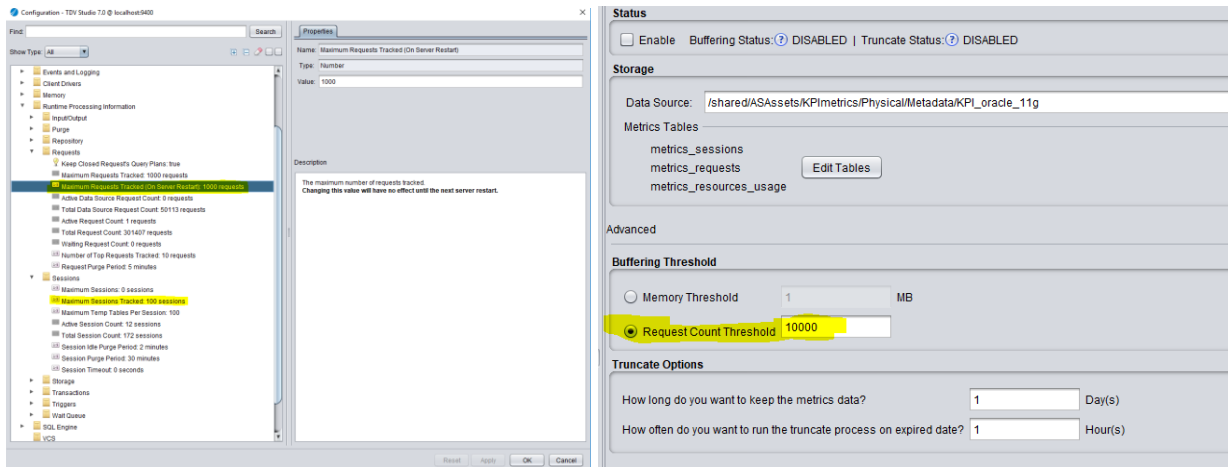 Configuration - TDV Studio 7.0 @ localhost:9400
Find:
Search
Show Type: All
Events and Logging
Client Drivers
Memory
Runtime Processing Information
Input/Output
Purge
Repository
Requests
Keep Closed Request's Query Plans: true
Maximum Requests Tracked: 1000 requests
Maximum Requests Tracked (On Server Restart): 1000 requests
Active Data Source Request Count: 0 requests
Total Data Source Request Count: 50113 requests
Active Request Count: 1 requests
Total Request Count: 301407 requests
Waiting Request Count: 0 requests
Number of Top Requests Tracked: 10 requests
Request Purge Period: 5 minutes
Sessions
Maximum Sessions: 0 sessions
Maximum Sessions Tracked: 100 sessions
Maximum Temp Tables Per Session: 100
Active Session Count: 12 sessions
Total Session Count: 172 sessions
Session Idle Purge Period: 2 minutes
Session Purge Period: 30 minutes
Session Timeout: 0 seconds
Storage
Transactions
Triggers
Wait Queue
SQL Engine
VCS
Properties
Name: Maximum Requests Tracked (On Server Restart)
Type: Number
Value: 1000
Description
The maximum number of requests tracked.
Changing this value will have no effect until the next server restart.
Reset Apply OK Cancel
Status
Enable Buffering Status: ? DISABLED | Truncate Status: ? DISABLED
Storage
Data Source: /shared/ASAssets/KPImetrics/Physical/Metadata/KPI_oracle_11g
Metrics Tables
metrics_sessions
metrics_requests
Edit Tables
metrics_resources_usage
Advanced
Buffering Threshold
Memory Threshold 1 MB
Request Count Threshold 10000
Truncate Options
How long do you want to keep the metrics data? 1 Day(s)
How often do you want to run the truncate process on expired date? 1 Hour(s)